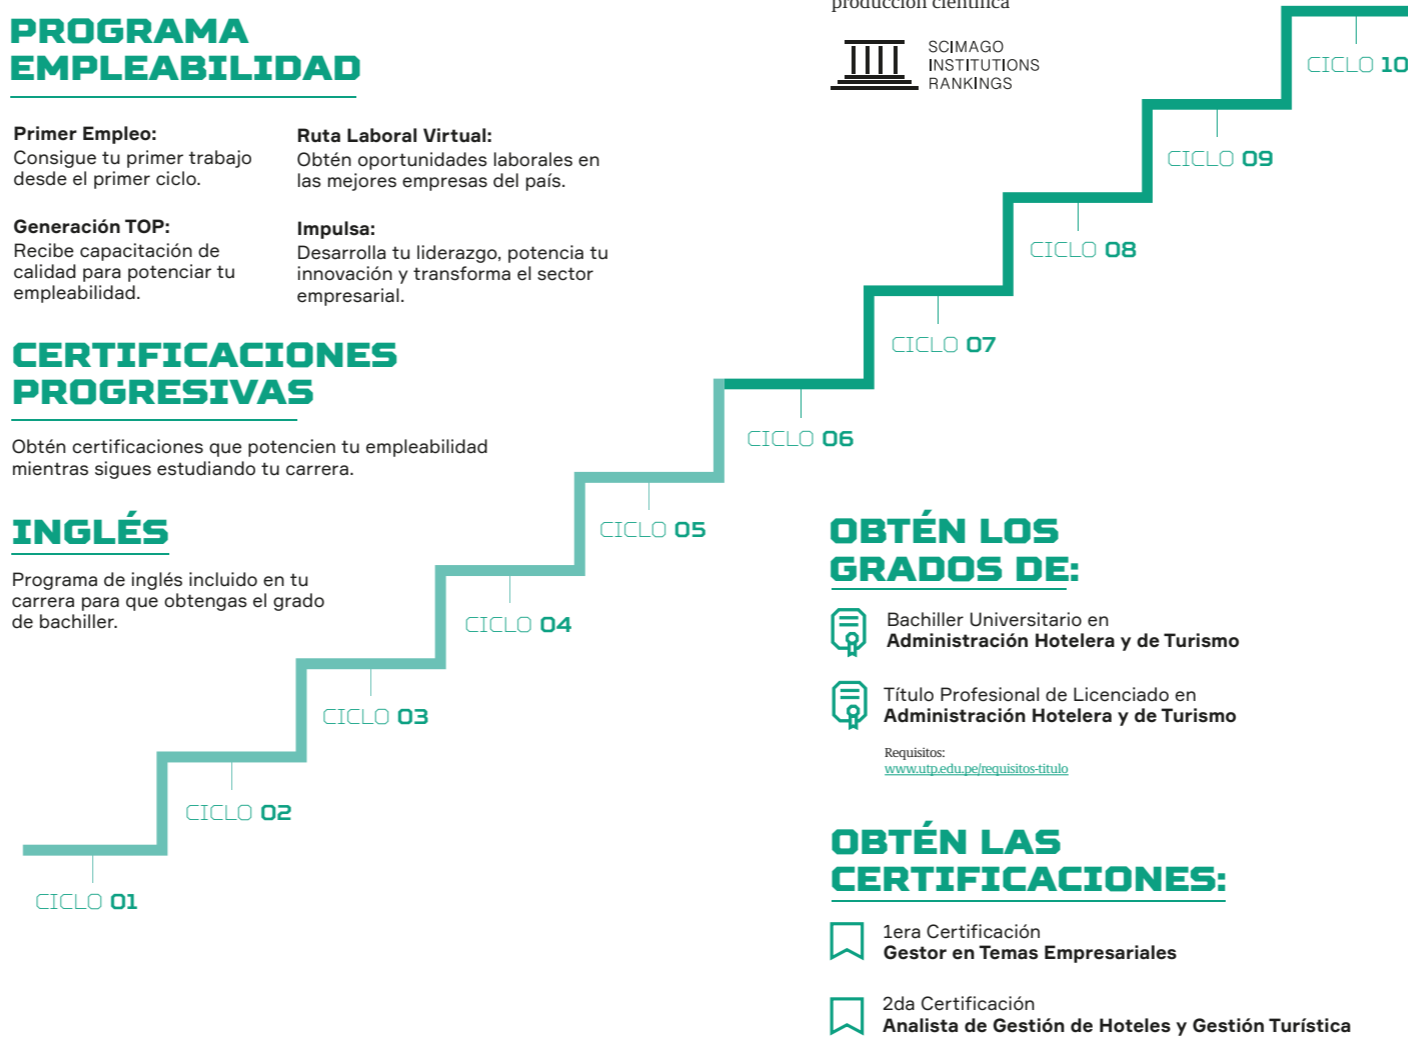 PROGRAMA
EMPLEABILIDAD
Primer Empleo:
Consigue tu primer trabajo
desde el primer ciclo.
Ruta Laboral Virtual:
Obtén oportunidades laborales en
las mejores empresas del país.
Generación TOP:
Recibe capacitación de
calidad para potenciar tu
empleabilidad.
Impulsa:
Desarrolla tu liderazgo, potencia tu
innovación y transforma el sector
empresarial.
CERTIFICACIONES
PROGRESIVAS
Obtén certificaciones que potencien tu empleabilidad
mientras sigues estudiando tu carrera.
INGLÉS
Programa de inglés incluido en tu
carrera para que obtengas el grado
de bachiller.
producción científica
SCIMAGO
INSTITUTIONS
RANKINGS
CICLO 10
CICLO 09
CICLO 08
CICLO 07
CICLO 06
CICLO 05
CICLO 04
CICLO 03
CICLO 02
CICLO 01
OBTÉN LOS
GRADOS DE:
Bachiller Universitario en
Administración Hotelera y de Turismo
Título Profesional de Licenciado en
Administración Hotelera y de Turismo
Requisitos:
www.utp.edu.pe/requisitos-titulo
OBTÉN LAS
CERTIFICACIONES:
1era Certificación
Gestor en Temas Empresariales
2da Certificación
Analista de Gestión de Hoteles y Gestión Turística